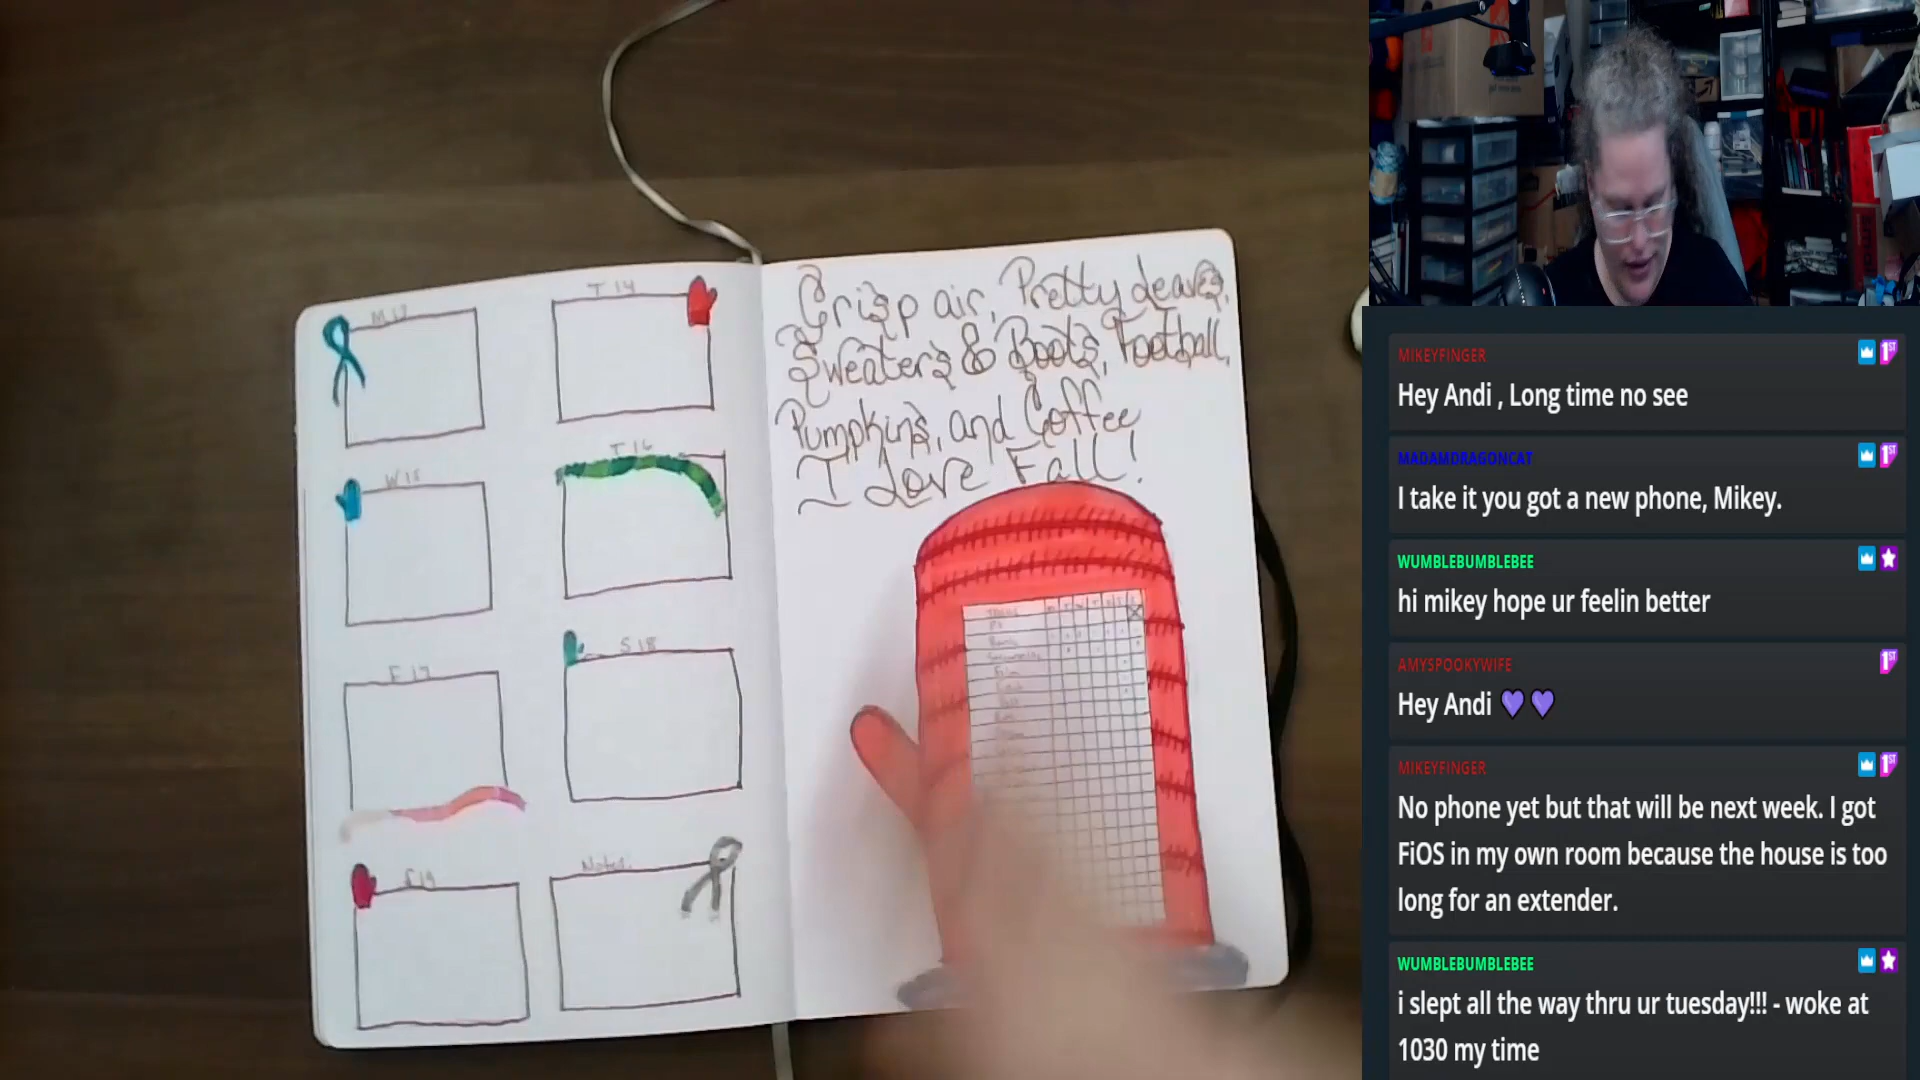 M 13
T 14
W 15
T 16
F 17
S 18
S 19
Notes
Crisp air, Pretty Leaves,
Sweaters & Boots, Football,
Pumpkins, and Coffee
I Love Fall!
MIKEYFINGER
1ST
Hey Andi , Long time no see
MADAMDRAGONCAT
1ST
I take it you got a new phone, Mikey.
WUMBLEBUMBLEBEE
hi mikey hope ur feelin better
AMYSPOOKYWIFE
1ST
Hey Andi 💜💜
MIKEYFINGER
1ST
No phone yet but that will be next week. I got
FiOS in my own room because the house is too
long for an extender.
WUMBLEBUMBLEBEE
i slept all the way thru ur tuesday!!! - woke at
1030 my time